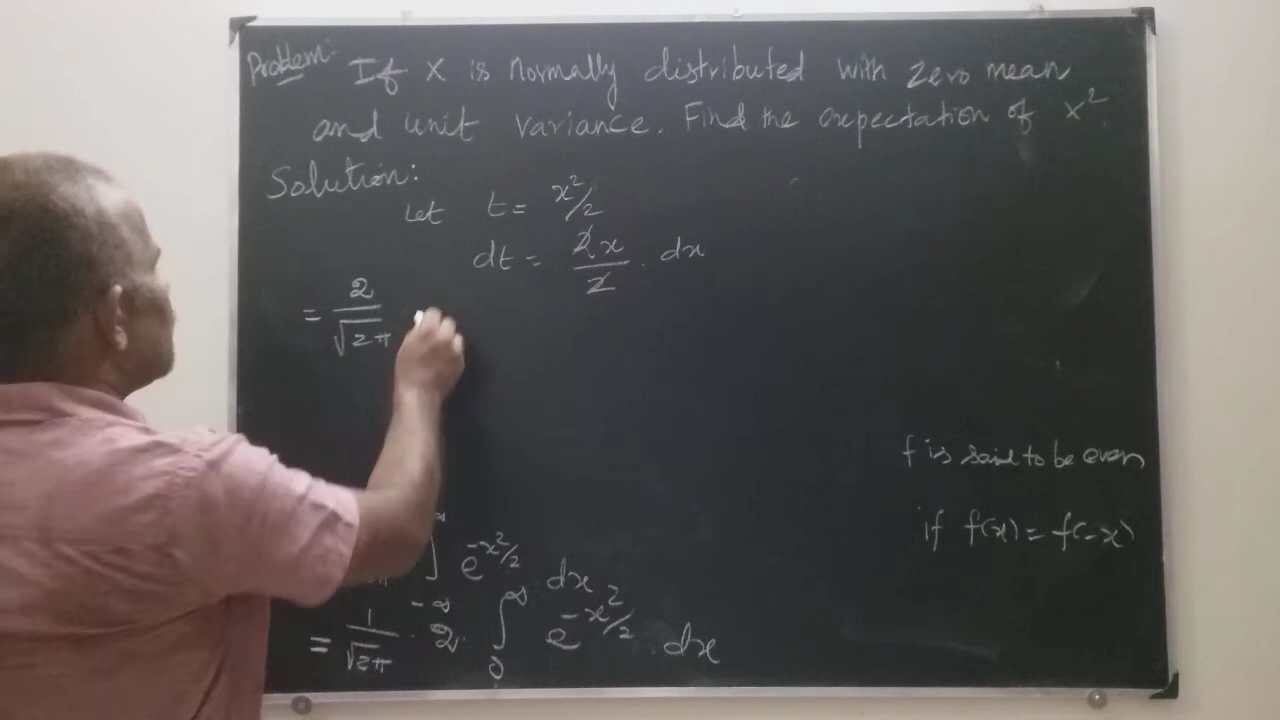 Problem: If X is normally distributed with zero mean
and unit variance. Find the expectation of X².
Solution:
Let t = x²/2
dt = 2x/2 . dx
= 2/√2π
f is said to be even
if f(x) = f(-x)
∫ -∞ e^-x²/2 dx
= 1/√2π . 2 . ∫ 0 ∞ e^-x²/2 . dx